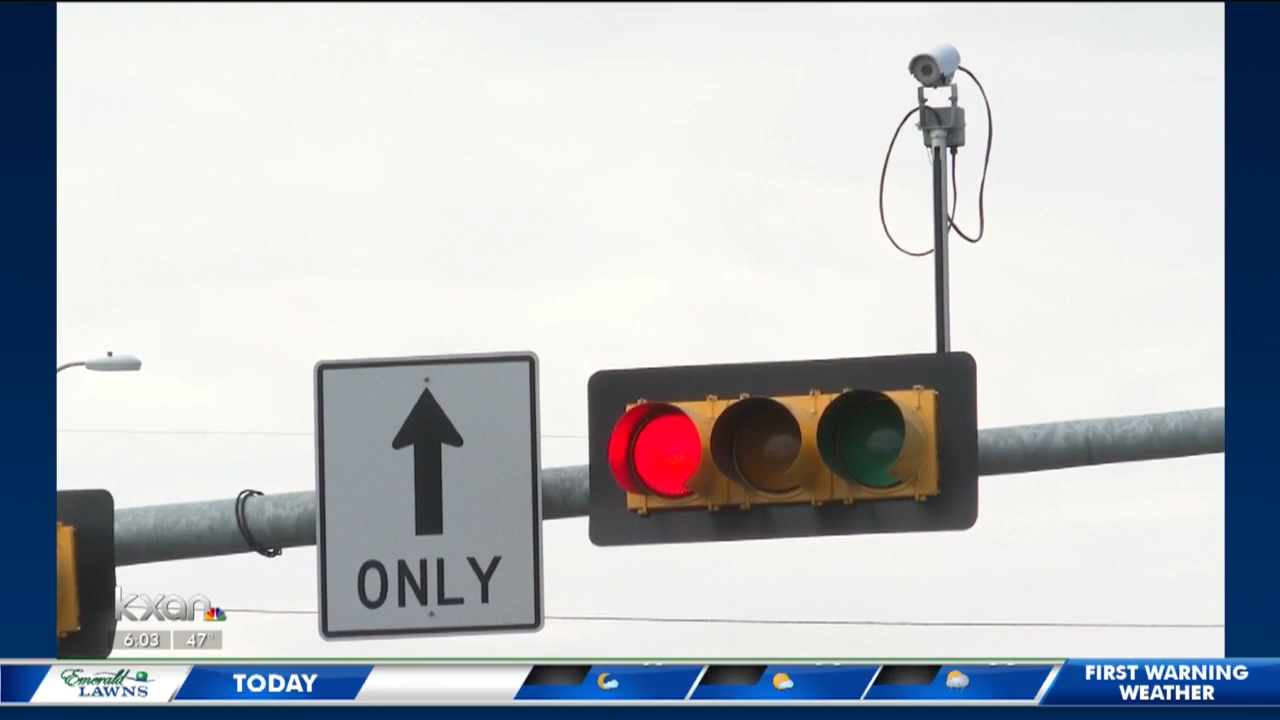 ONLY
kxan
6:03 47°
Emerald
LAWNS
TODAY
FIRST WARNING
WEATHER